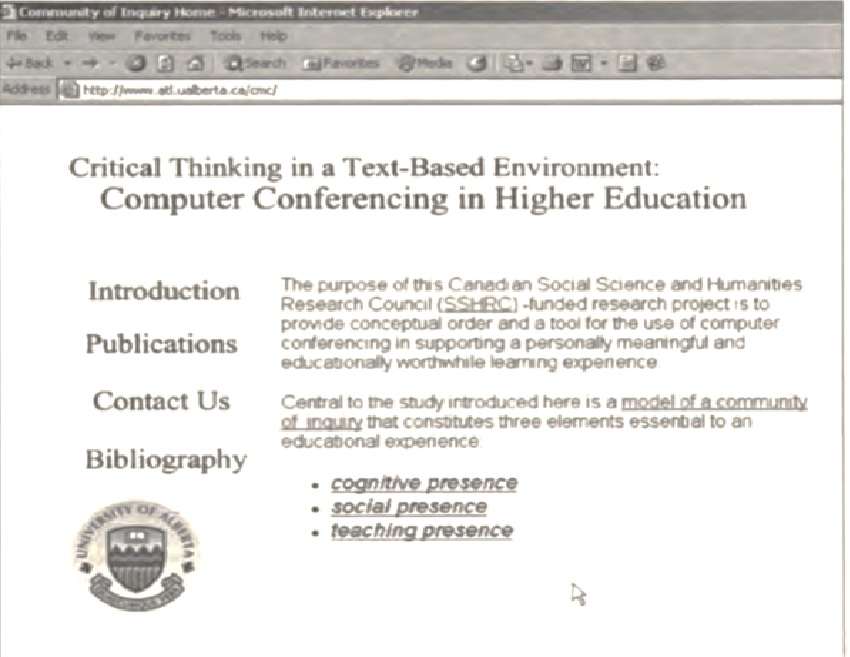 Community of Inquiry Home - Microsoft Internet Explorer
File Edit View Favorites Tools Help
Back Search Favorites Media W
Address http://www.atl.ualberta.ca/cmc/
Critical Thinking in a Text-Based Environment:
Computer Conferencing in Higher Education
Introduction
Publications
Contact Us
Bibliography
UNIVERSITY OF ALBERTA
The purpose of this Canadian Social Science and Humanities
Research Council (SSHRC) -funded research project is to
provide conceptual order and a tool for the use of computer
conferencing in supporting a personally meaningful and
educationally worthwhile learning experience.
Central to the study introduced here is a model of a community
of inquiry that constitutes three elements essential to an
educational experience:
• cognitive presence
• social presence
• teaching presence